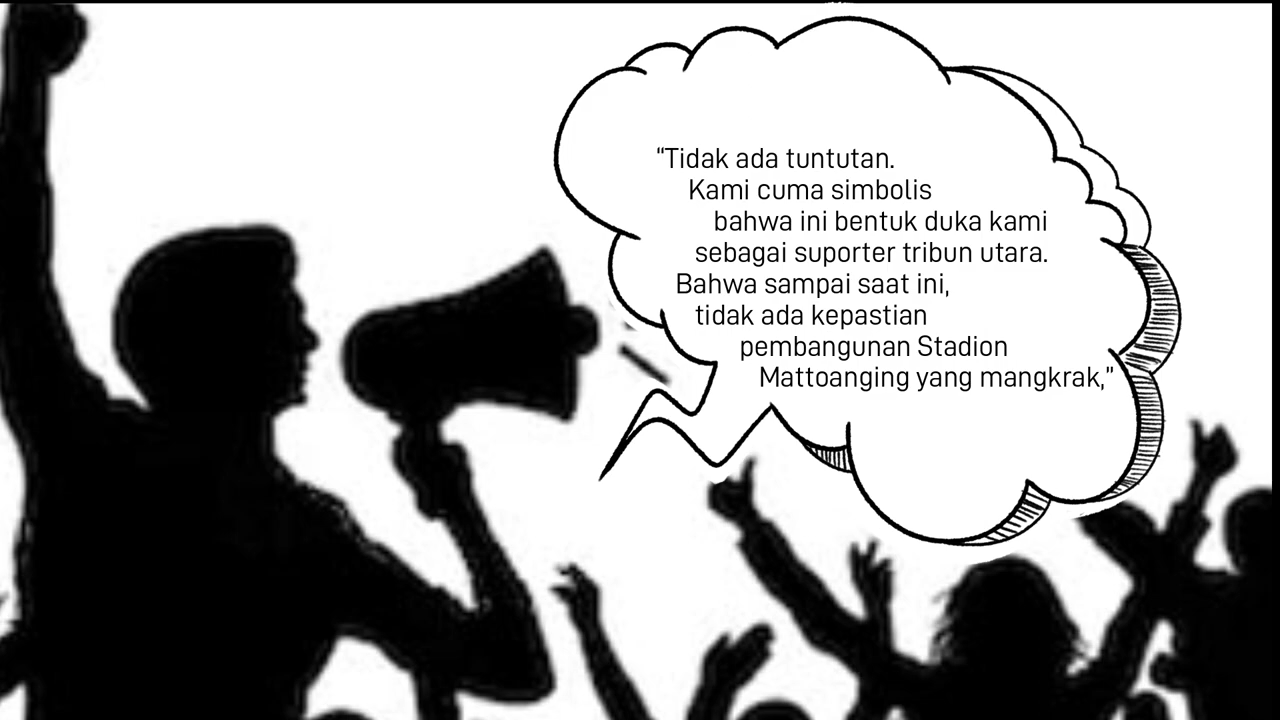 “Tidak ada tuntutan.
Kami cuma simbolis
bahwa ini bentuk duka kami
sebagai suporter tribun utara.
Bahwa sampai saat ini,
tidak ada kepastian
pembangunan Stadion
Mattoanging yang mangkrak,”